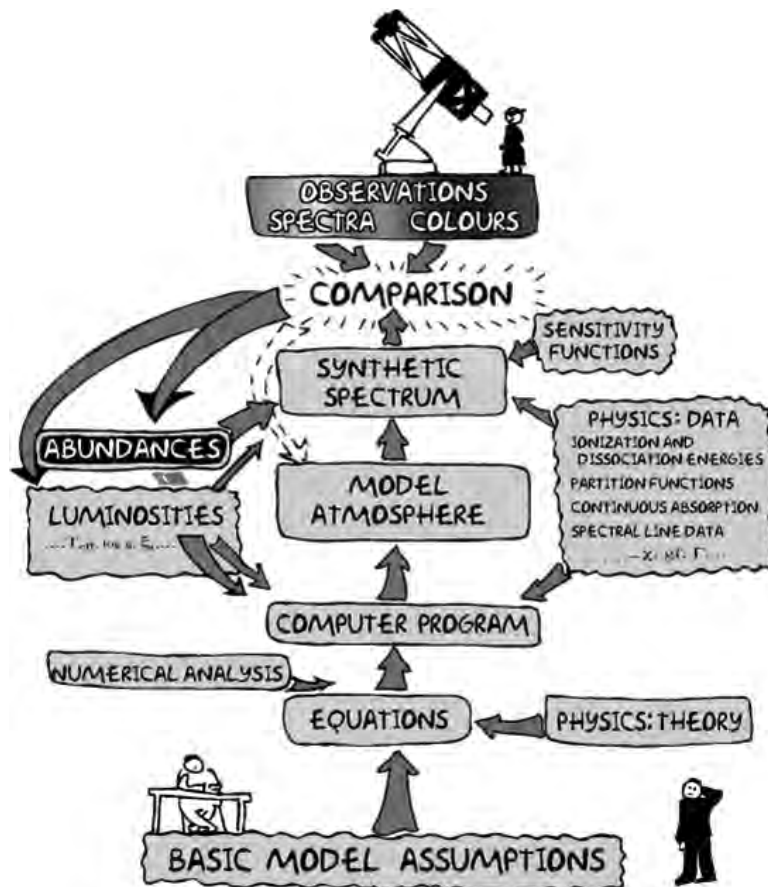 OBSERVATIONS
SPECTRA COLOURS
COMPARISON
SENSITIVITY
FUNCTIONS
SYNTHETIC
SPECTRUM
PHYSICS: DATA
IONIZATION AND
DISSOCIATION ENERGIES
PARTITION FUNCTIONS
CONTINUOUS ABSORPTION
SPECTRAL LINE DATA
ABUNDANCES
LUMINOSITIES
MODEL
ATMOSPHERE
COMPUTER PROGRAM
NUMERICAL ANALYSIS
EQUATIONS
PHYSICS: THEORY
BASIC MODEL ASSUMPTIONS